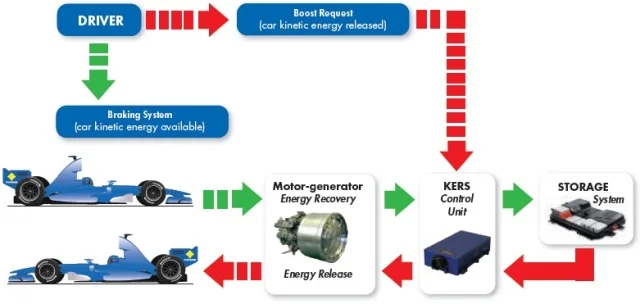 DRIVER
Boost Request
(car kinetic energy released)
Braking System
(car kinetic energy available)
Motor-generator
Energy Recovery
Energy Release
KERS
Control
Unit
STORAGE
System